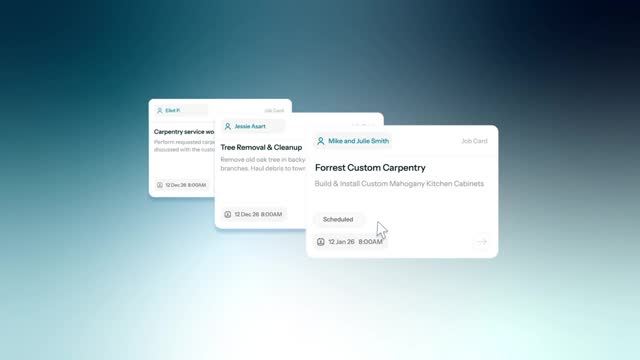 Eliot P.
Job Card
Carpentry service wo
Perform requested carpe
discussed with the custo
12 Dec 26 8:00AM
Jessie Asart.
Tree Removal & Cleanup
Remove old oak tree in backy
branches. Haul debris to town
12 Dec 26 8:00AM
Mike and Julie Smith
Job Card
Forrest Custom Carpentry
Build & Install Custom Mahogany Kitchen Cabinets
Scheduled
12 Jan 26 8:00AM